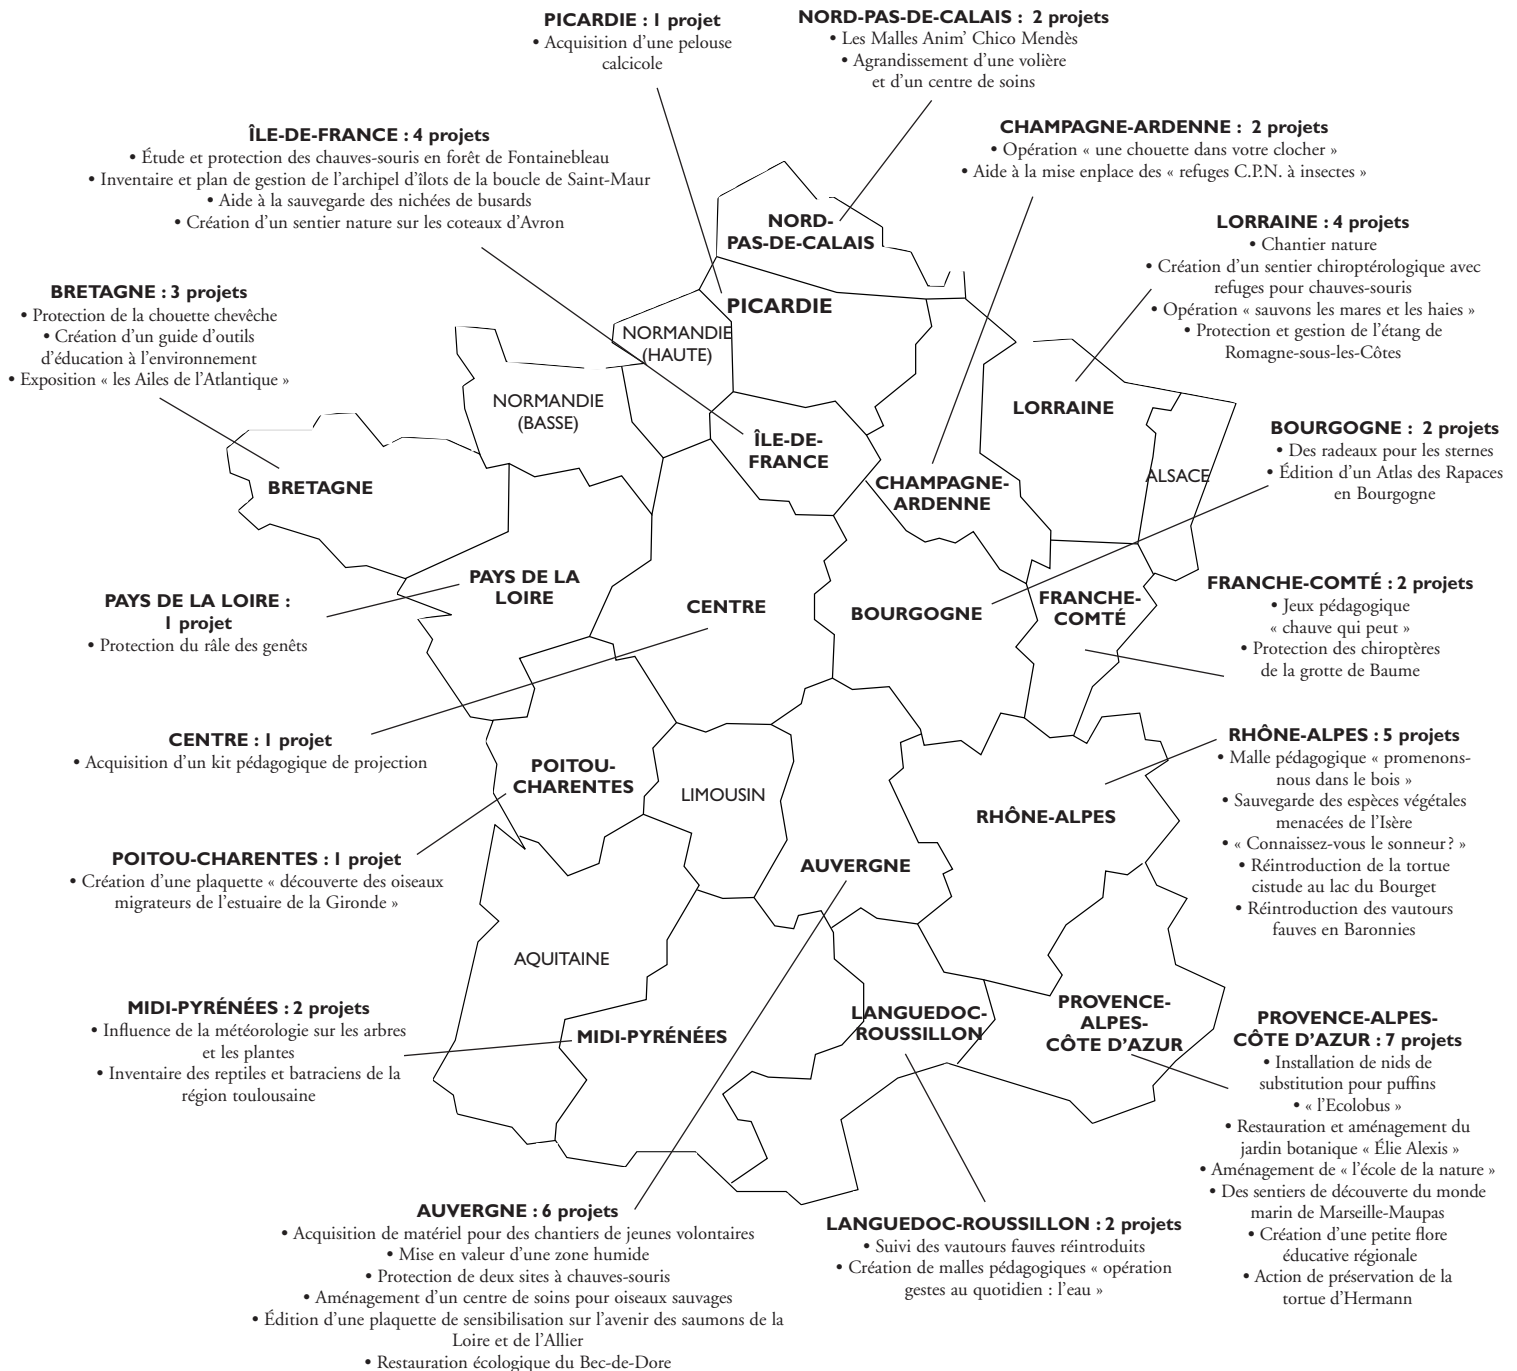 PICARDIE : 1 projet
• Acquisition d'une pelouse
calcicole
NORD-PAS-DE-CALAIS : 2 projets
• Les Malles Anim' Chico Mendès
• Agrandissement d'une volière
et d'un centre de soins
ÎLE-DE-FRANCE : 4 projets
• Étude et protection des chauves-souris en forêt de Fontainebleau
• Inventaire et plan de gestion de l'archipel d'îlots de la boucle de Saint-Maur
• Aide à la sauvegarde des nichées de busards
• Création d'un sentier nature sur les coteaux d'Avron
CHAMPAGNE-ARDENNE : 2 projets
• Opération « une chouette dans votre clocher »
• Aide à la mise enplace des « refuges C.P.N. à insectes »
LORRAINE : 4 projets
• Chantier nature
• Création d'un sentier chiroptérologique avec
refuges pour chauves-souris
• Opération « sauvons les mares et les haies »
• Protection et gestion de l'étang de
Romagne-sous-les-Côtes
BRETAGNE : 3 projets
• Protection de la chouette chevêche
• Création d'un guide d'outils
d'éducation à l'environnement
• Exposition « les Ailes de l'Atlantique »
NORD-
PAS-DE-CALAIS
PICARDIE
NORMANDIE
(HAUTE)
NORMANDIE
(BASSE)
ÎLE-DE-
FRANCE
LORRAINE
CHAMPAGNE-
ARDENNE
ALSACE
BRETAGNE
BOURGOGNE : 2 projets
• Des radeaux pour les sternes
• Édition d'un Atlas des Rapaces
en Bourgogne
PAYS DE LA
LOIRE
CENTRE
BOURGOGNE
FRANCHE-
COMTÉ
PAYS DE LA LOIRE :
1 projet
• Protection du râle des genêts
FRANCHE-COMTÉ : 2 projets
• Jeux pédagogique
« chauve qui peut »
• Protection des chiroptères
de la grotte de Baume
CENTRE : 1 projet
• Acquisition d'un kit pédagogique de projection
POITOU-
CHARENTES
LIMOUSIN
AUVERGNE
RHÔNE-ALPES
RHÔNE-ALPES : 5 projets
• Malle pédagogique « promenons-
nous dans le bois »
• Sauvegarde des espèces végétales
menacées de l'Isère
• « Connaissez-vous le sonneur ? »
• Réintroduction de la tortue
cistude au lac du Bourget
• Réintroduction des vautours
fauves en Baronnies
POITOU-CHARENTES : 1 projet
• Création d'une plaquette « découverte des oiseaux
migrateurs de l'estuaire de la Gironde »
AQUITAINE
MIDI-PYRÉNÉES
LANGUEDOC-
ROUSSILLON
PROVENCE-
ALPES-
CÔTE D'AZUR
MIDI-PYRÉNÉES : 2 projets
• Influence de la météorologie sur les arbres
et les plantes
• Inventaire des reptiles et batraciens de la
région toulousaine
PROVENCE-ALPES-
CÔTE D'AZUR : 7 projets
• Installation de nids de
substitution pour puffins
• « l'Ecolobus »
• Restauration et aménagement du
jardin botanique « Élie Alexis »
• Aménagement de « l'école de la nature »
• Des sentiers de découverte du monde
marin de Marseille-Maupas
• Création d'une petite flore
éducative régionale
• Action de préservation de la
tortue d'Hermann
AUVERGNE : 6 projets
• Acquisition de matériel pour des chantiers de jeunes volontaires
• Mise en valeur d'une zone humide
• Protection de deux sites à chauves-souris
• Aménagement d'un centre de soins pour oiseaux sauvages
• Édition d'une plaquette de sensibilisation sur l'avenir des saumons de la
Loire et de l'Allier
• Restauration écologique du Bec-de-Dore
LANGUEDOC-ROUSSILLON : 2 projets
• Suivi des vautours fauves réintroduits
• Création de malles pédagogiques « opération
gestes au quotidien : l'eau »